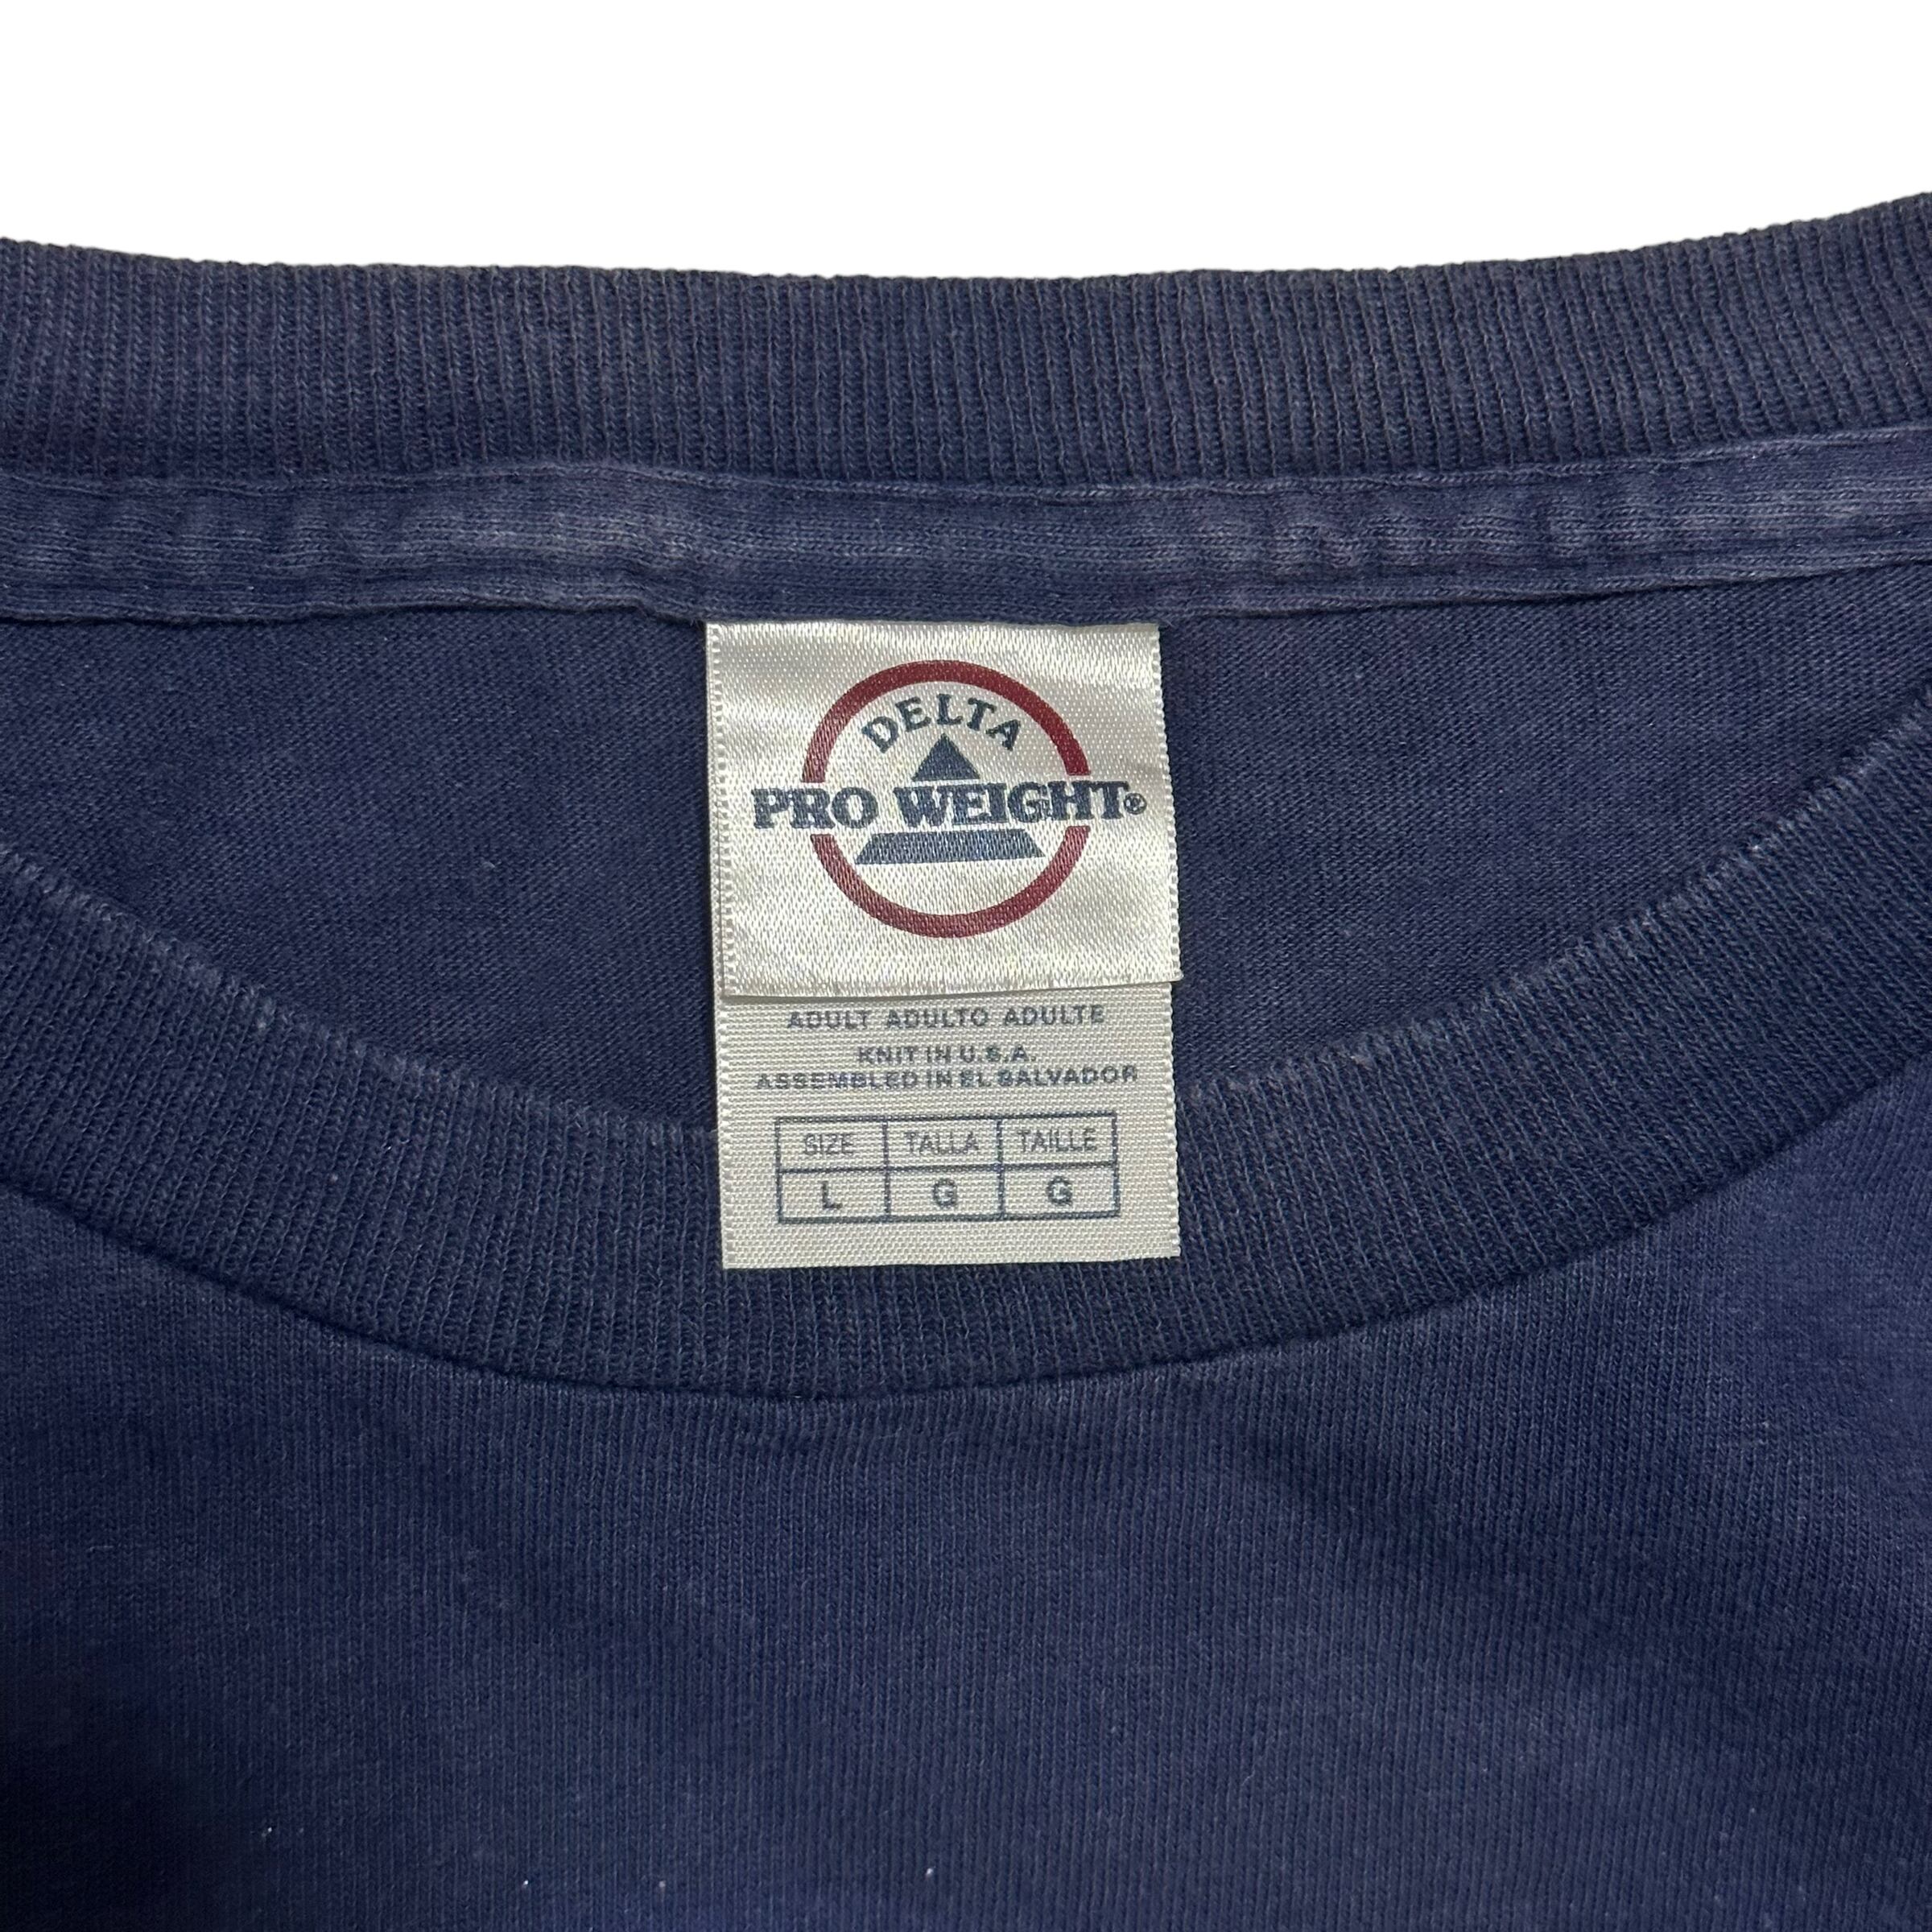 DELTA
PRO WEIGHT®
ADULT ADULTO ADULTE
KNIT IN U.S.A.
ASSEMBLED IN EL SALVADOR
SIZE TALLA TAILLE
L G G